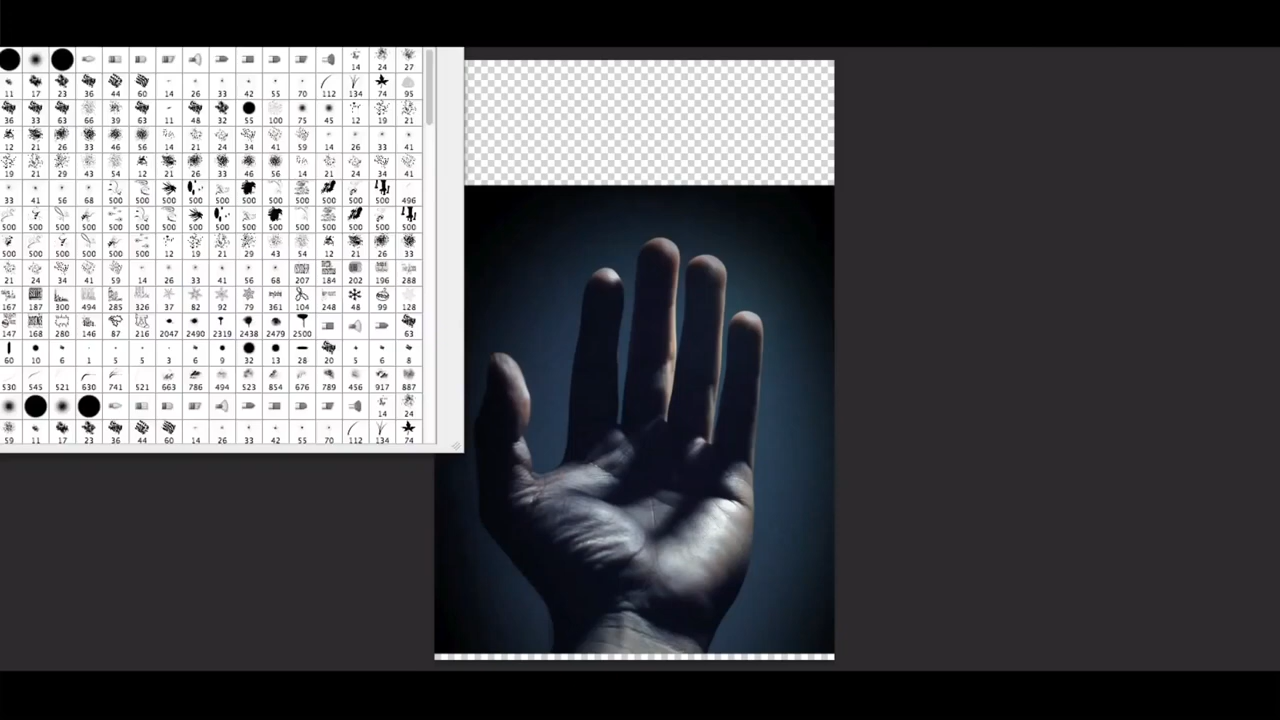 14 24 27
11 17 23 36 44 60 14 26 33 42 55 70 112 134 74 95
36 33 63 66 39 63 11 48 32 55 100 75 45 12 19 21
12 21 26 33 46 56 14 21 24 34 41 59 14 26 33 41
19 21 29 43 54 12 21 26 33 46 56 14 21 24 34 41
33 41 56 68 500 500 500 500 500 500 500 500 500 500 500 496
500 500 500 500 500 500 500 500 500 500 500 500 500 500 500 500
500 500 500 500 500 500 12 19 21 29 43 54 12 21 26 33
21 24 34 41 59 14 26 33 41 56 68 207 184 202 196 288
167 187 300 494 285 326 37 82 92 79 361 104 248 48 99 128
147 168 280 146 87 216 2047 2490 2319 2438 2479 2500 63
60 10 6 1 5 5 3 6 9 32 13 28 20 5 6 8
530 545 521 630 741 521 663 786 494 523 854 676 789 456 917 887
14 24
59 11 17 23 36 44 60 14 26 33 42 55 70 112 134 74